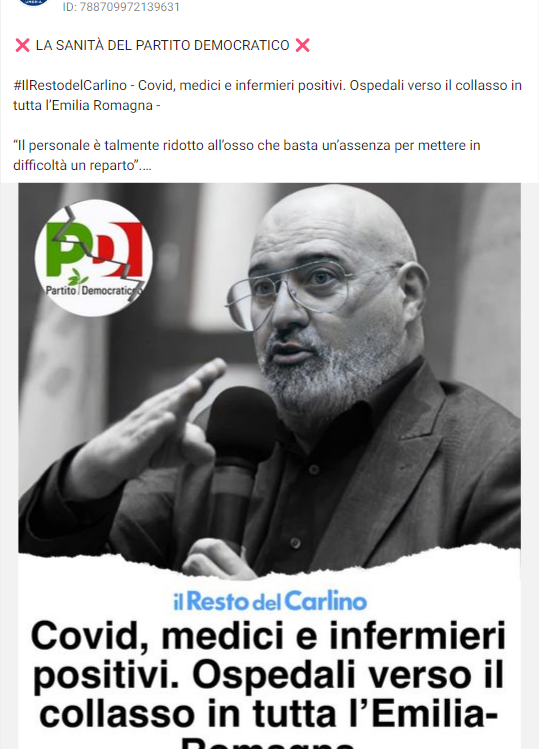 ID: 788709972139631
❌ LA SANITÀ DEL PARTITO DEMOCRATICO ❌
#IlRestodelCarlino - Covid, medici e infermieri positivi. Ospedali verso il collasso in
tutta l’Emilia Romagna -
“Il personale è talmente ridotto all’osso che basta un’assenza per mettere in
difficoltà un reparto”....
PD
Partito Democratico
il Resto del Carlino
Covid, medici e infermieri
positivi. Ospedali verso il
collasso in tutta l’Emilia-
Romagna